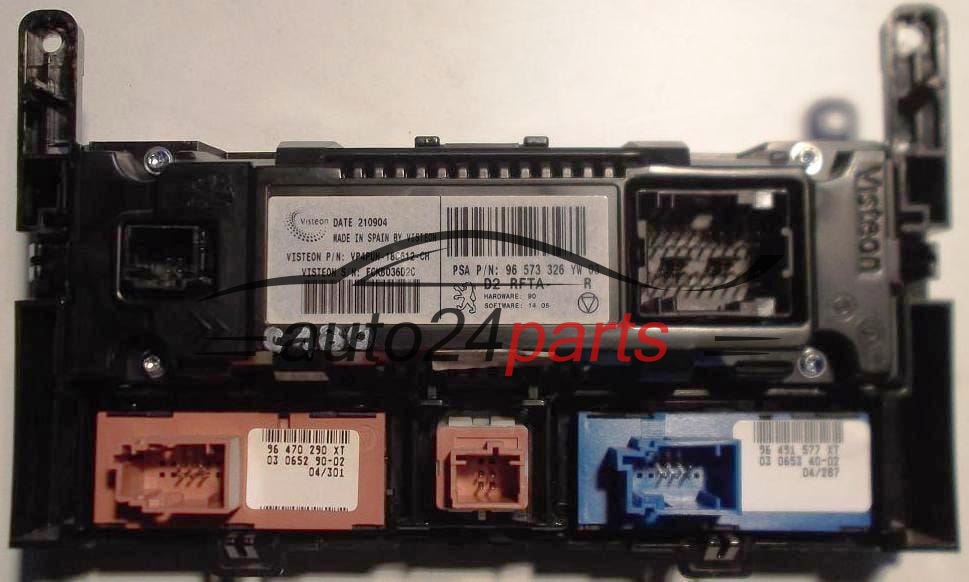 Visteon
DATE 210904
MADE IN SPAIN BY VISTEON
VISTEON P/N:
VISTEON S/N:
PSA P/N: 96 573 326 YW
D2 RFTA- R
HARDWARE: 90
SOFTWARE: 14 05
Visteon
auto24parts
96 470 290 XT
03 0652 90-02
04/301
96 491 577 XT
03 0653 40-02
04/287